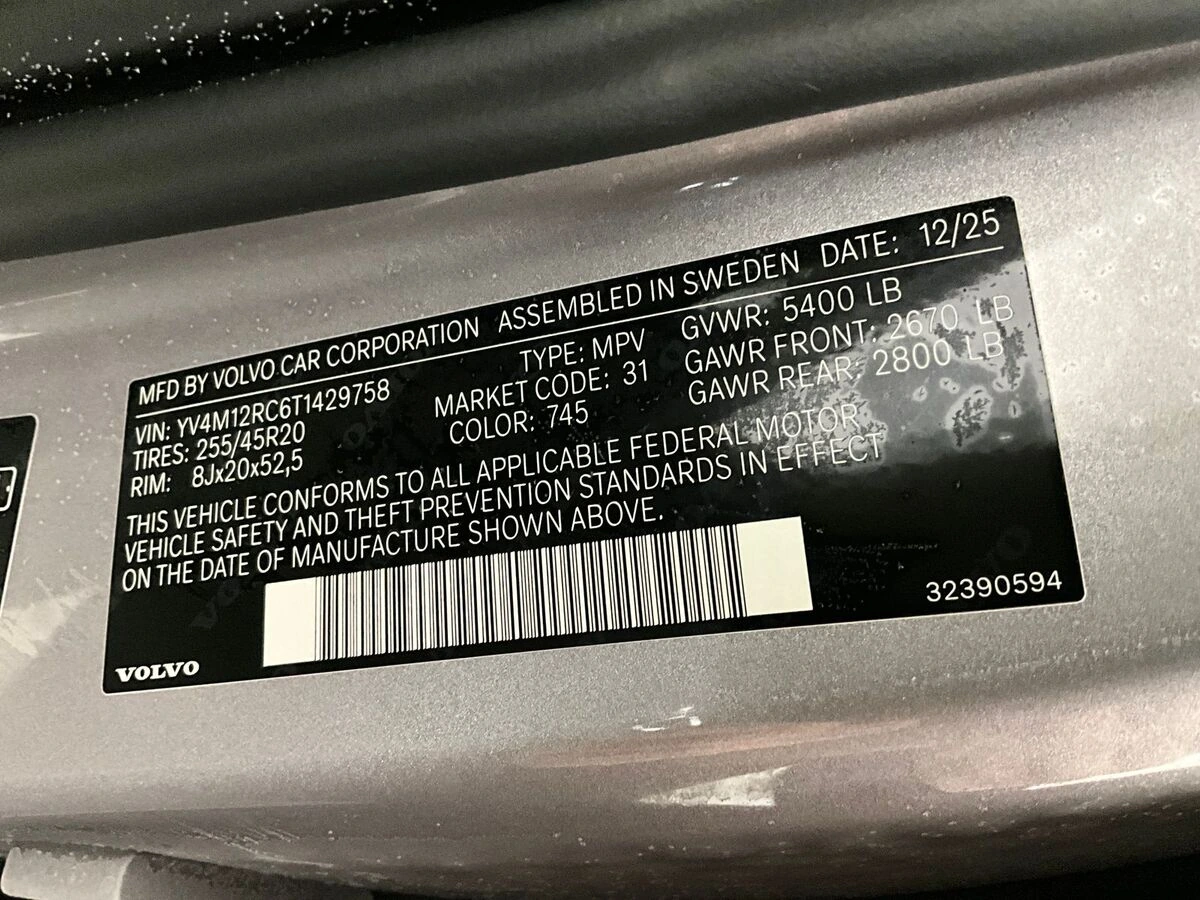 MFD BY VOLVO CAR CORPORATION ASSEMBLED IN SWEDEN DATE: 12/25
VIN: YV4M12RC6T1429758 TYPE: MPV GVWR: 5400 LB
TIRES: 255/45R20 MARKET CODE: 31 GAWR FRONT: 2670 LB
RIM: 8Jx20x52,5 COLOR: 745 GAWR REAR: 2800 LB
THIS VEHICLE CONFORMS TO ALL APPLICABLE FEDERAL MOTOR
VEHICLE SAFETY AND THEFT PREVENTION STANDARDS IN EFFECT
ON THE DATE OF MANUFACTURE SHOWN ABOVE.
VOLVO 32390594